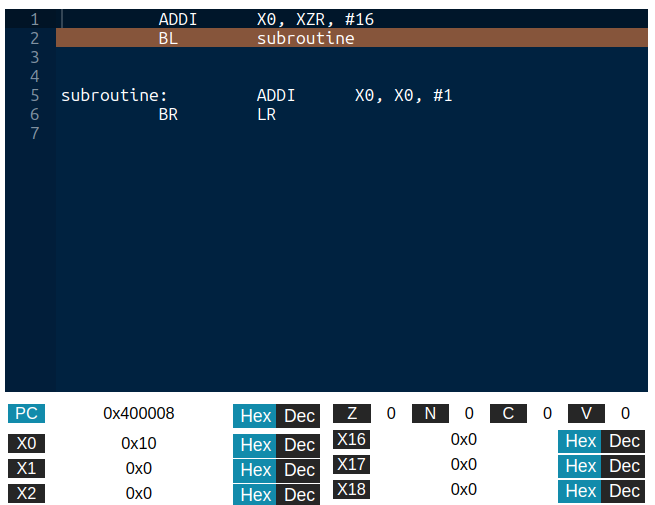 1 ADDI X0, XZR, #16
2 BL subroutine
3
4
5 subroutine: ADDI X0, X0, #1
6 BR LR
7
PC 0x400008 Hex Dec Z 0 N 0 C 0 V 0
X0 0x10 Hex Dec X16 0x0 Hex Dec
X1 0x0 Hex Dec X17 0x0 Hex Dec
X2 0x0 Hex Dec X18 0x0 Hex Dec